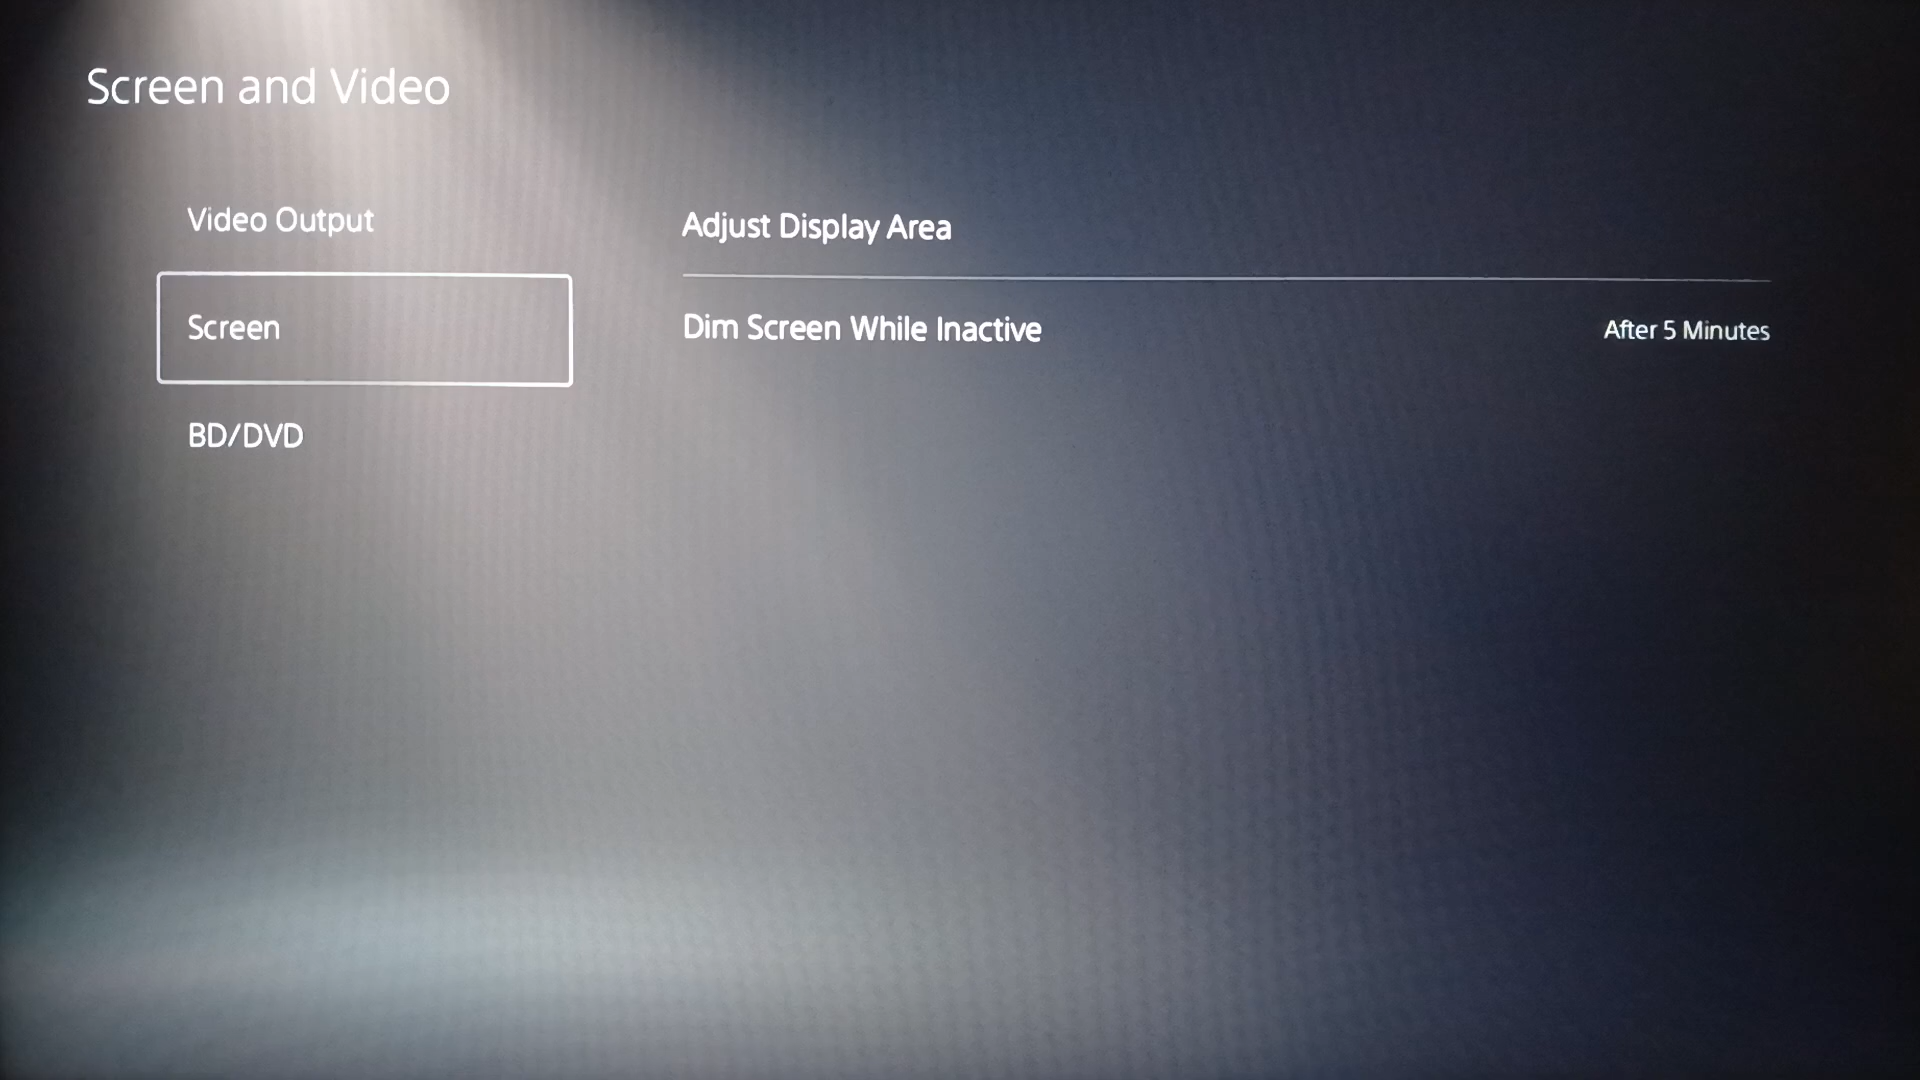 Screen and Video
Video Output
Screen
BD/DVD
Adjust Display Area
Dim Screen While Inactive
After 5 Minutes